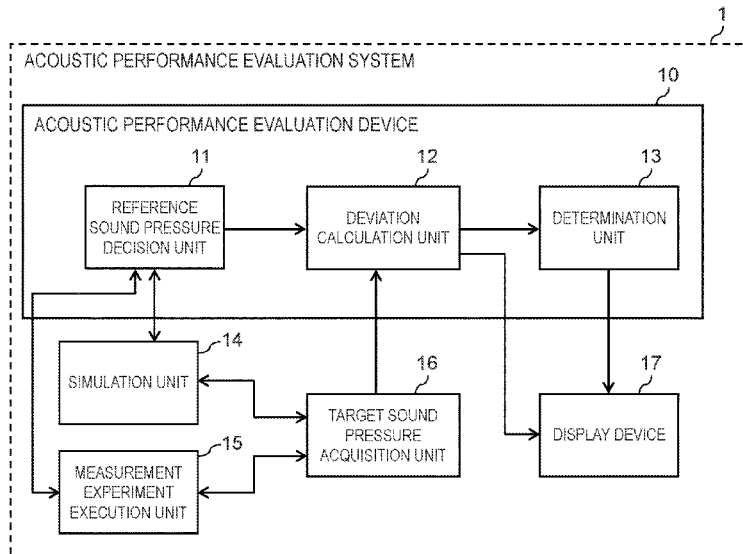 1
ACOUSTIC PERFORMANCE EVALUATION SYSTEM
10
ACOUSTIC PERFORMANCE EVALUATION DEVICE
11
REFERENCE
SOUND PRESSURE
DECISION UNIT
12
DEVIATION
CALCULATION UNIT
13
DETERMINATION
UNIT
14
SIMULATION UNIT
15
MEASUREMENT
EXPERIMENT
EXECUTION UNIT
16
TARGET SOUND
PRESSURE
ACQUISITION UNIT
17
DISPLAY DEVICE